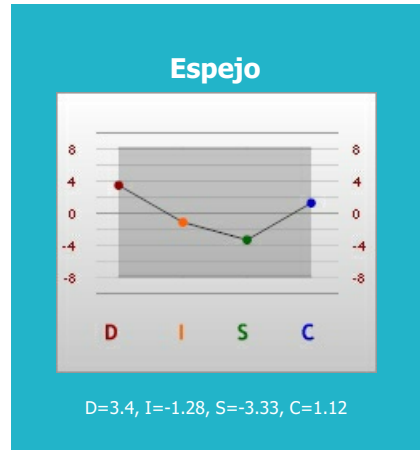 Espejo
8 8
4 4
0 0
-4 -4
-8 -8
D I S C
D=3.4, I=-1.28, S=-3.33, C=1.12